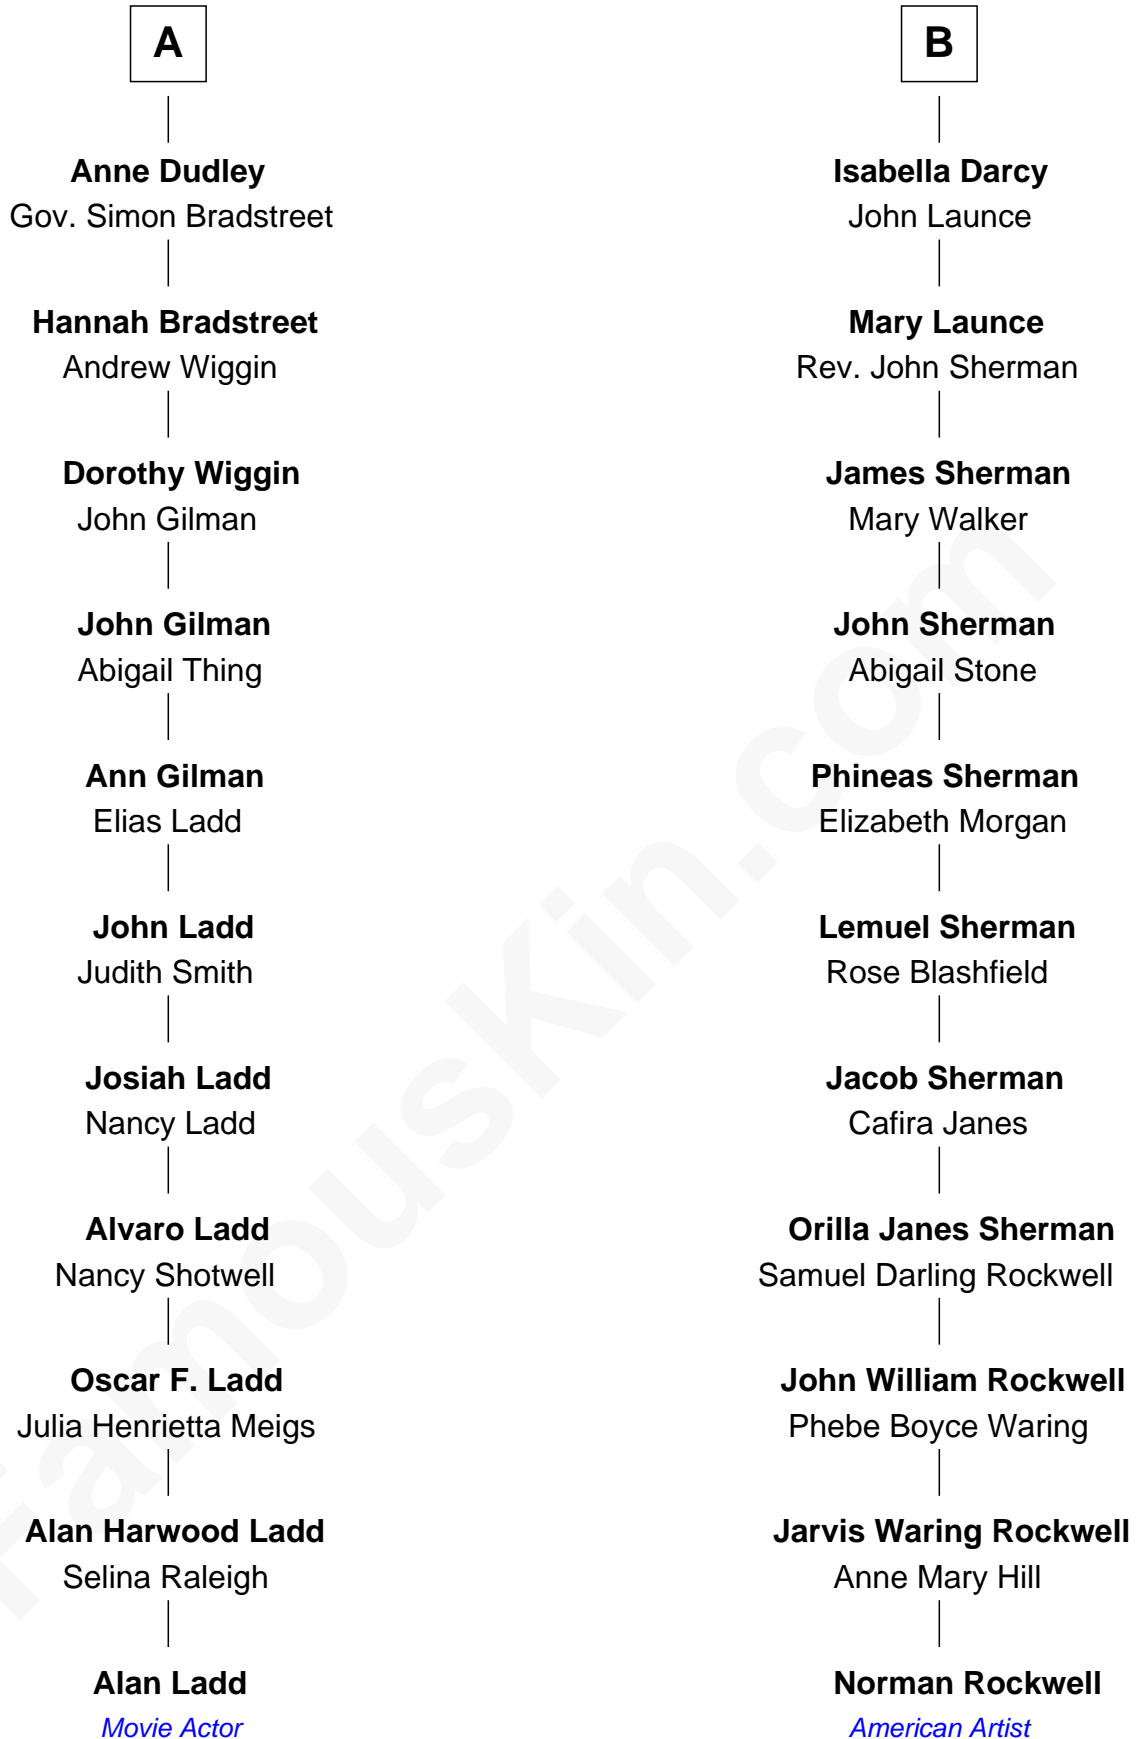 A
Anne Dudley
Gov. Simon Bradstreet
Hannah Bradstreet
Andrew Wiggin
Dorothy Wiggin
John Gilman
John Gilman
Abigail Thing
Ann Gilman
Elias Ladd
John Ladd
Judith Smith
Josiah Ladd
Nancy Ladd
Alvaro Ladd
Nancy Shotwell
Oscar F. Ladd
Julia Henrietta Meigs
Alan Harwood Ladd
Selina Raleigh
Alan Ladd
Movie Actor
B
Isabella Darcy
John Launce
Mary Launce
Rev. John Sherman
James Sherman
Mary Walker
John Sherman
Abigail Stone
Phineas Sherman
Elizabeth Morgan
Lemuel Sherman
Rose Blashfield
Jacob Sherman
Cafira Janes
Orilla Janes Sherman
Samuel Darling Rockwell
John William Rockwell
Phebe Boyce Waring
Jarvis Waring Rockwell
Anne Mary Hill
Norman Rockwell
American Artist
FamousKin.com